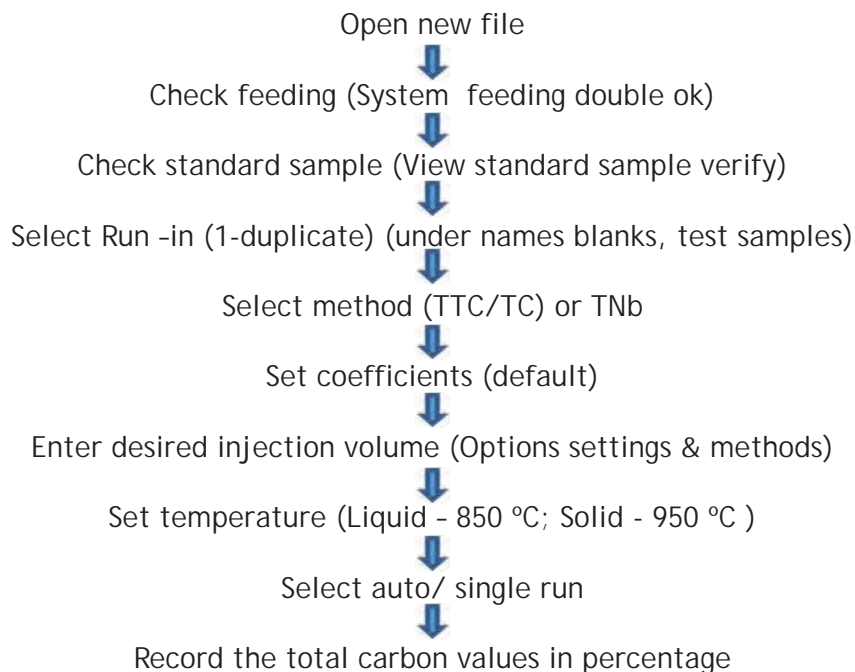 Open new file
Check feeding (System feeding double ok)
Check standard sample (View standard sample verify)
Select Run –in (1-duplicate) (under names blanks, test samples)
Select method (TTC/TC) or TNb
Set coefficients (default)
Enter desired injection volume (Options settings & methods)
Set temperature (Liquid – 850 ºC; Solid - 950 ºC )
Select auto/ single run
Record the total carbon values in percentage